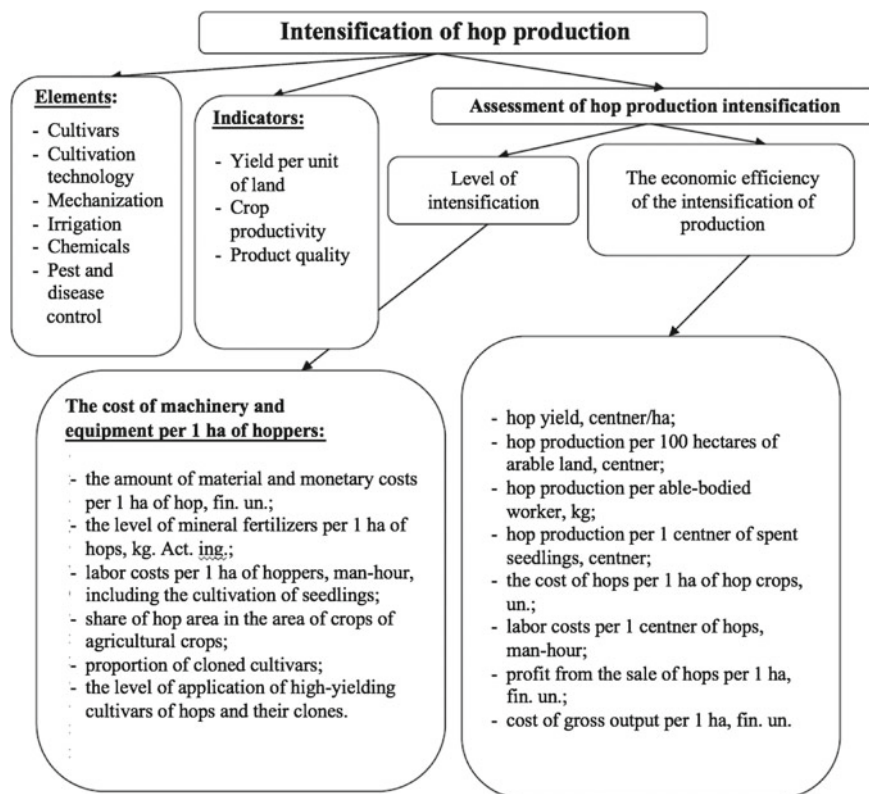 Intensification of hop production
Elements:
- Cultivars
- Cultivation
technology
- Mechanization
- Irrigation
- Chemicals
- Pest and
disease
control
Indicators:
- Yield per unit
of land
- Crop
productivity
- Product quality
Assessment of hop production intensification
Level of
intensification
The economic efficiency
of the intensification of
production
The cost of machinery and
equipment per 1 ha of hoppers:
- the amount of material and monetary costs
per 1 ha of hop, fin. un.;
- the level of mineral fertilizers per 1 ha of
hops, kg. Act. ing.;
- labor costs per 1 ha of hoppers, man-hour,
including the cultivation of seedlings;
- share of hop area in the area of crops of
agricultural crops;
- proportion of cloned cultivars;
- the level of application of high-yielding
cultivars of hops and their clones.
- hop yield, centner/ha;
- hop production per 100 hectares of
arable land, centner;
- hop production per able-bodied
worker, kg;
- hop production per 1 centner of spent
seedlings, centner;
- the cost of hops per 1 ha of hop crops,
un.;
- labor costs per 1 centner of hops,
man-hour;
- profit from the sale of hops per 1 ha,
fin. un.;
- cost of gross output per 1 ha, fin. un.